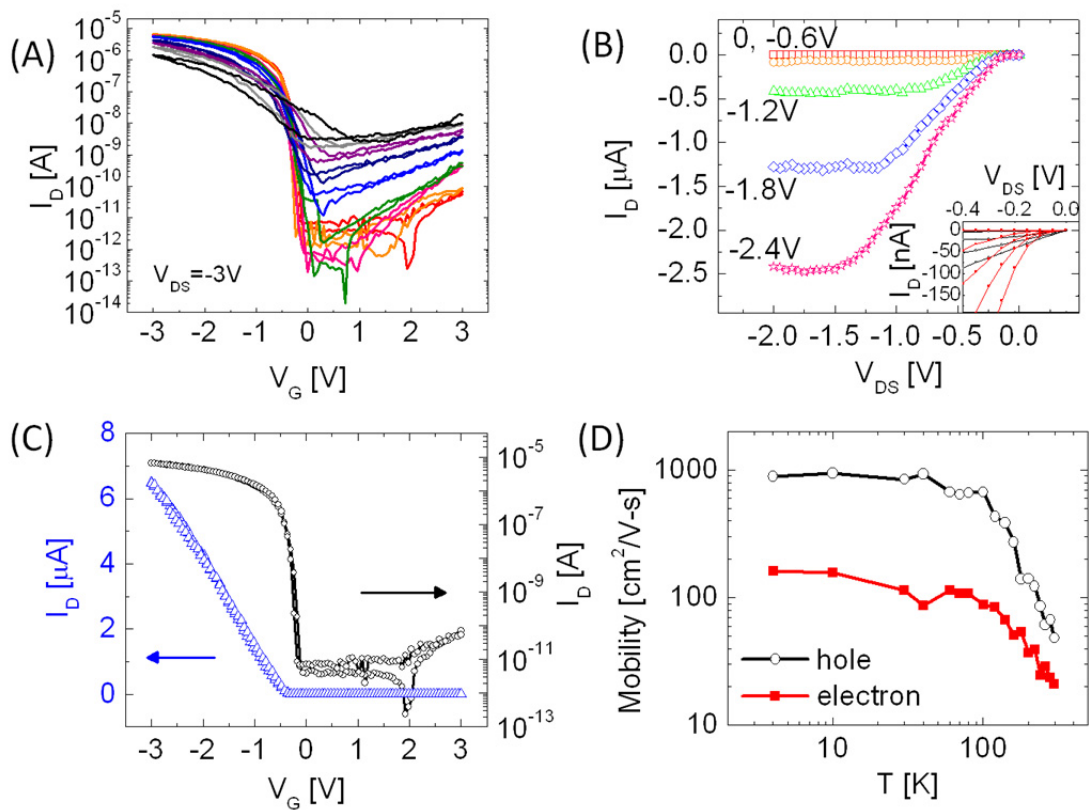 (A)
10⁻⁵
10⁻⁶
10⁻⁷
10⁻⁸
10⁻⁹
10⁻¹⁰
10⁻¹¹
10⁻¹²
10⁻¹³
10⁻¹⁴
I_D [A]
V_DS=-3V
-3 -2 -1 0 1 2 3
V_G [V]
(B)
0.0
-0.5
-1.0
-1.5
-2.0
-2.5
I_D [µA]
0, -0.6V
-1.2V
-1.8V
-2.4V
V_DS [V]
-0.4 -0.2 0.0
0
-50
-100
-150
I_D [nA]
-2.0 -1.5 -1.0 -0.5 0.0
V_DS [V]
(C)
8
6
4
2
0
I_D [µA]
10⁻⁵
10⁻⁷
10⁻⁹
10⁻¹¹
10⁻¹³
I_D [A]
-3 -2 -1 0 1 2 3
V_G [V]
(D)
1000
100
10
Mobility [cm²/V-s]
hole
electron
10 100
T [K]